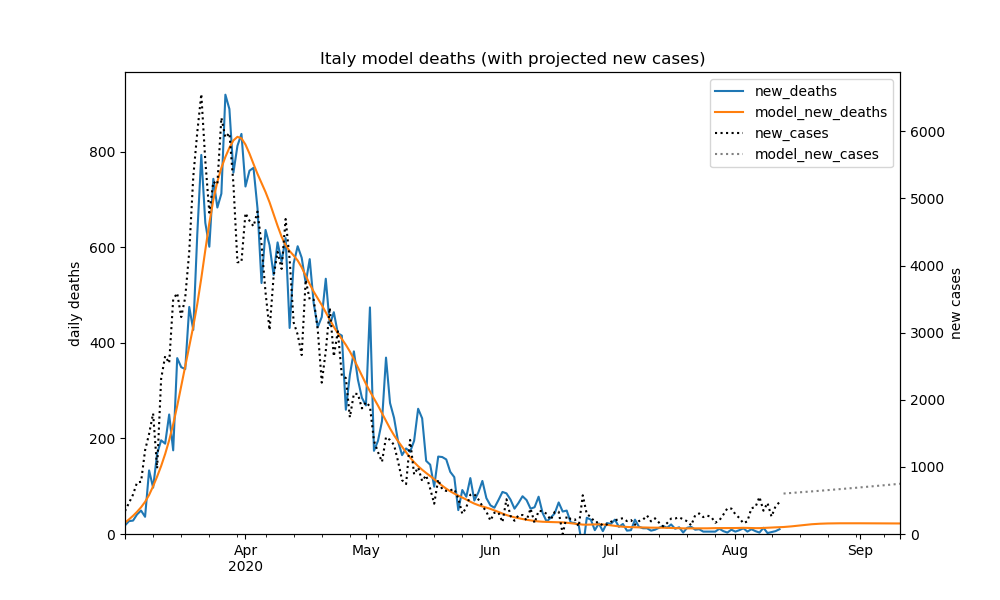 Italy model deaths (with projected new cases)
new_deaths
model_new_deaths
new_cases
model_new_cases
daily deaths
800
600
400
200
0
new cases
6000
5000
4000
3000
2000
1000
0
Apr
2020
May
Jun
Jul
Aug
Sep